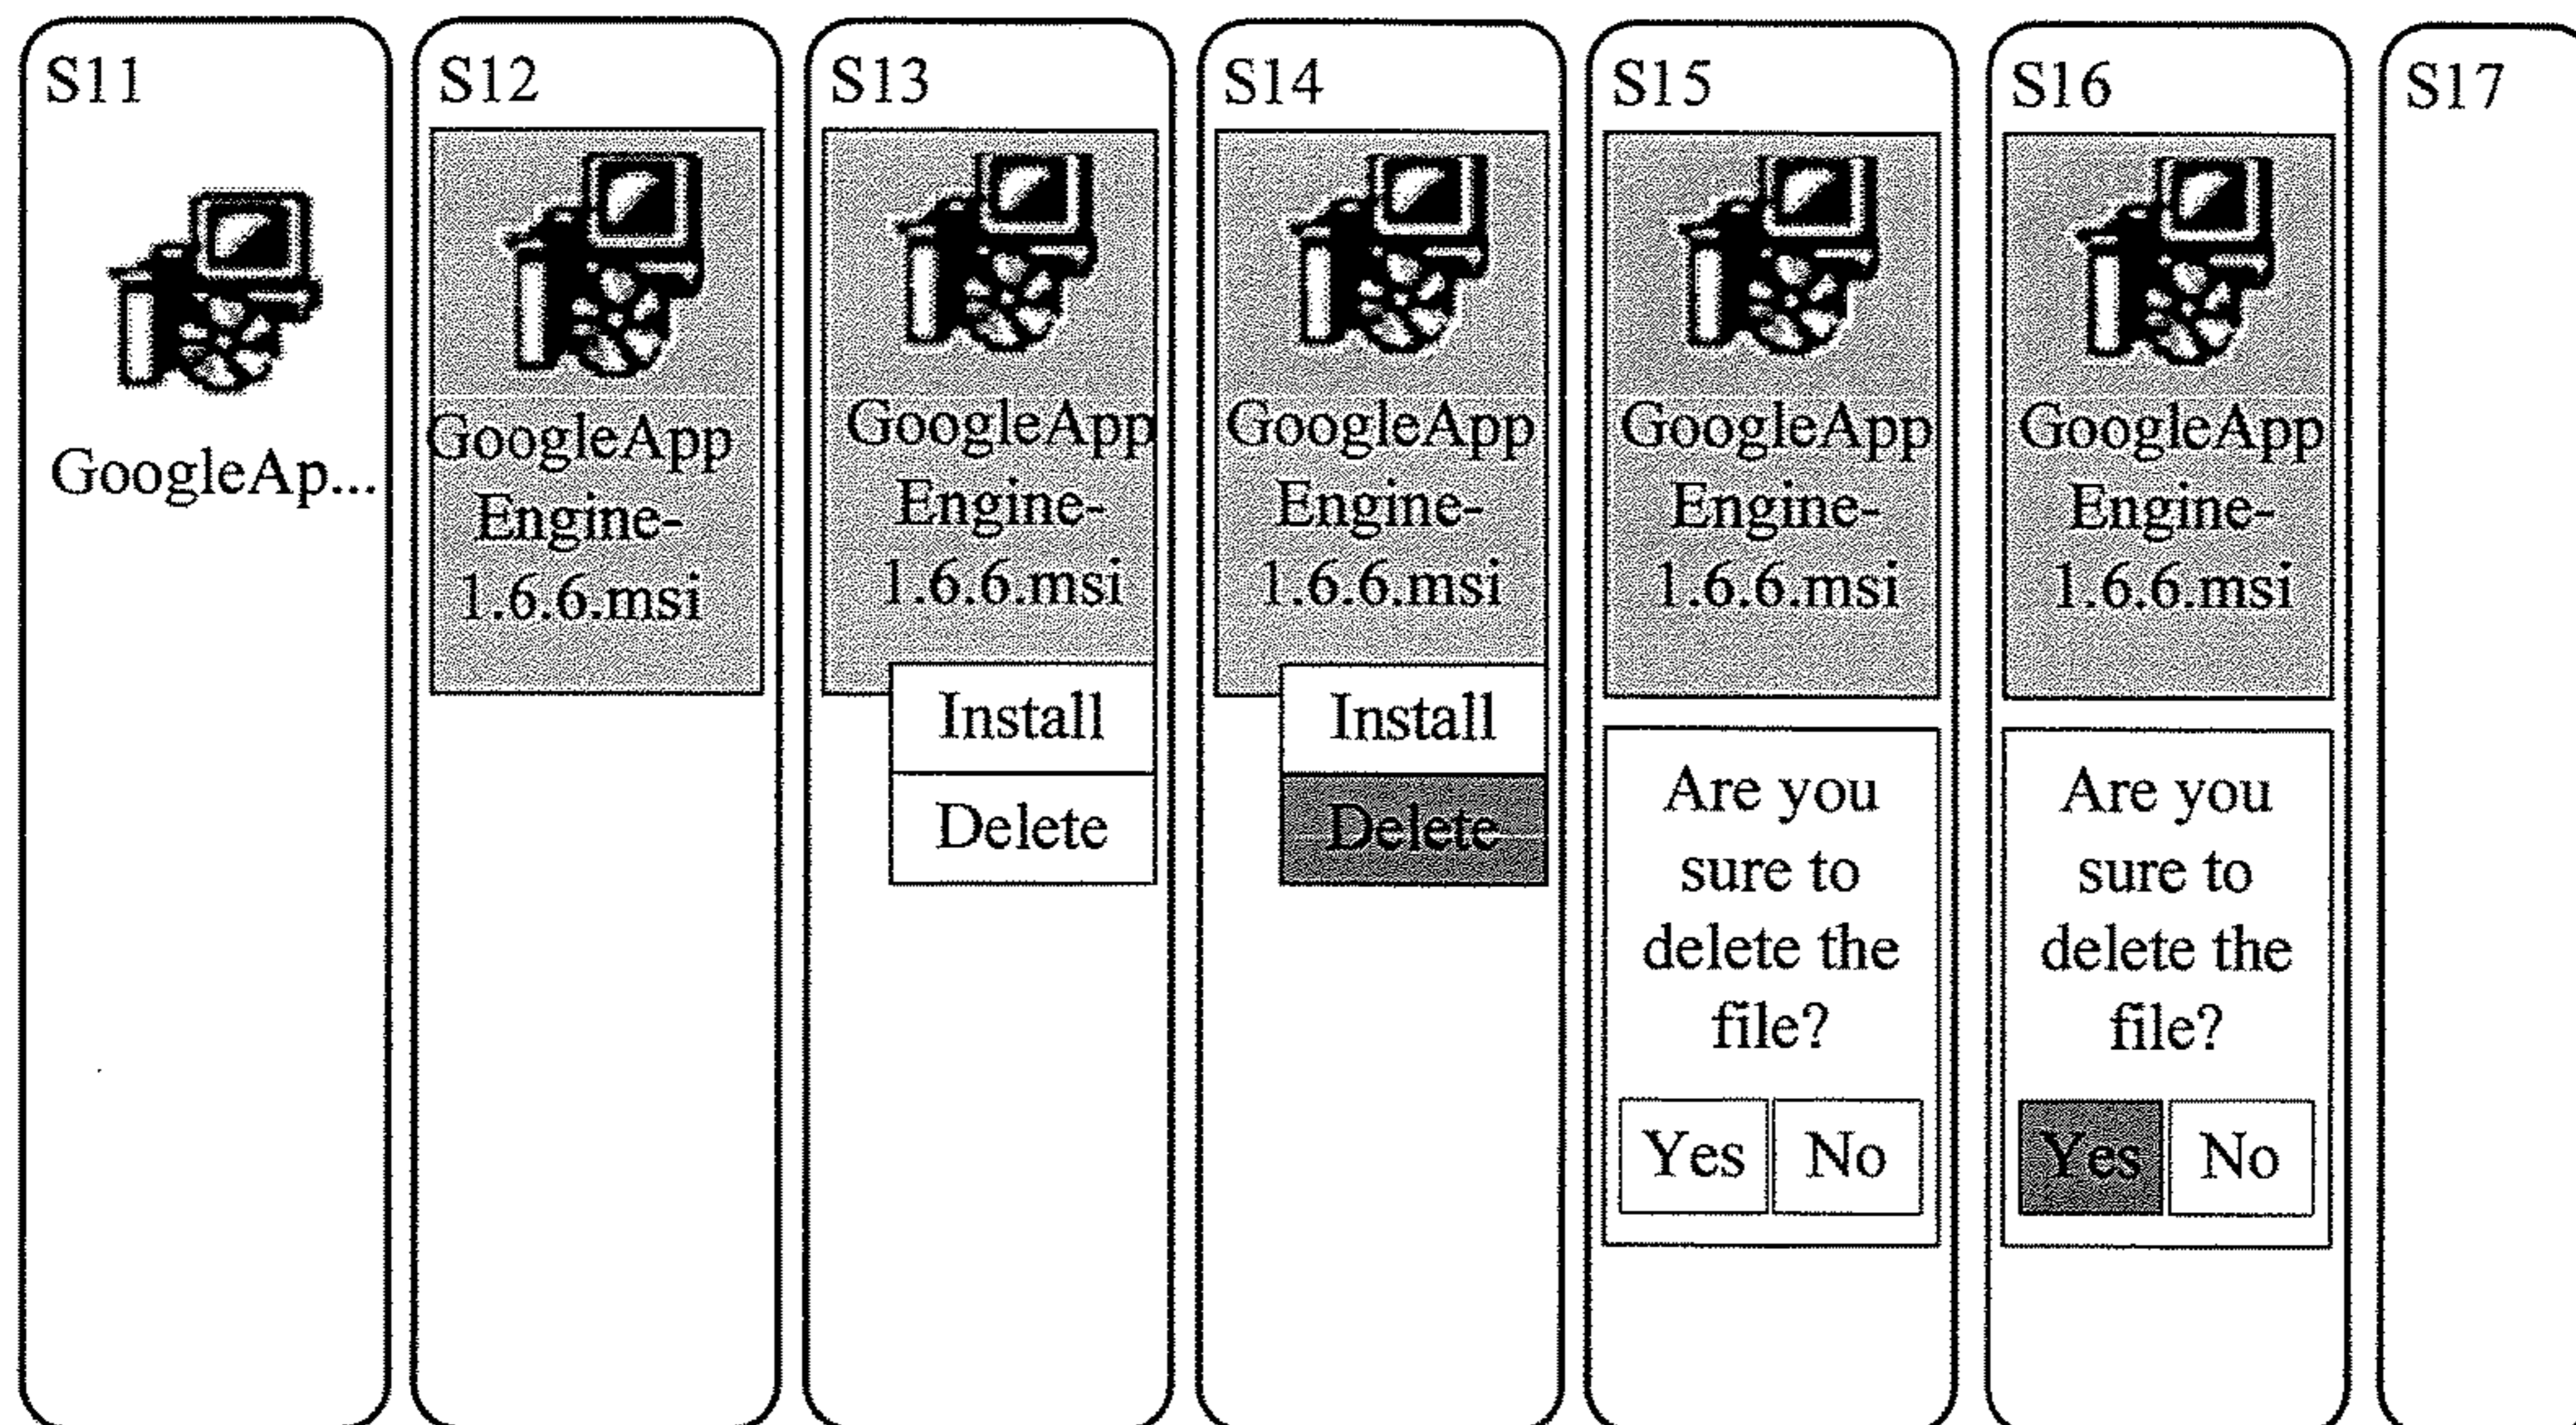 S11
GoogleAp...
S12
GoogleApp
Engine-
1.6.6.msi
S13
GoogleApp
Engine-
1.6.6.msi
Install
Delete
S14
GoogleApp
Engine-
1.6.6.msi
Install
Delete
S15
GoogleApp
Engine-
1.6.6.msi
Are you
sure to
delete the
file?
Yes No
S16
GoogleApp
Engine-
1.6.6.msi
Are you
sure to
delete the
file?
Yes No
S17